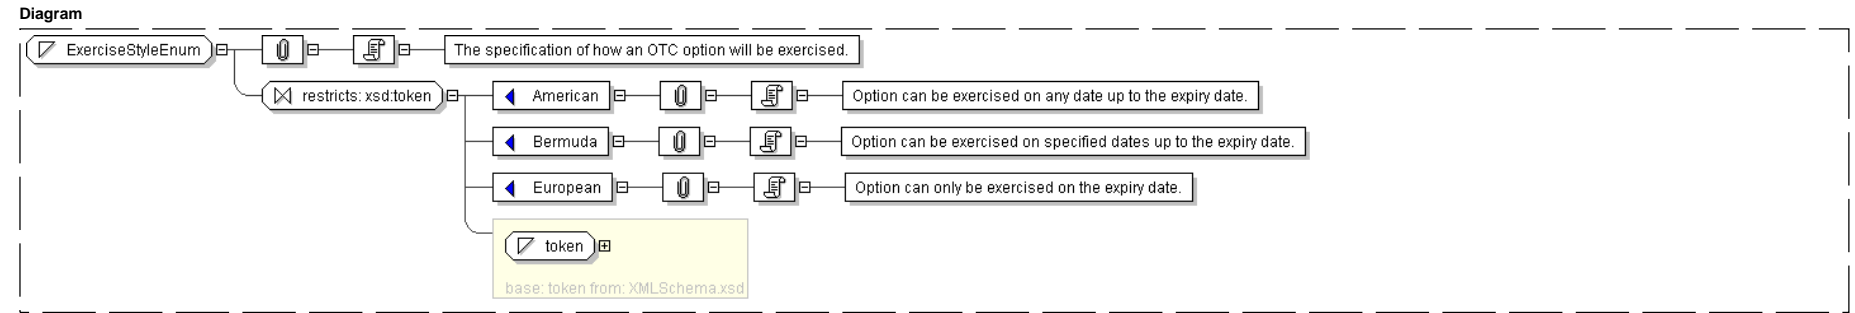 Diagram
ExerciseStyleEnum The specification of how an OTC option will be exercised.
restricts: xsd:token American Option can be exercised on any date up to the expiry date.
Bermuda Option can be exercised on specified dates up to the expiry date.
European Option can only be exercised on the expiry date.
token
base: token from: XMLSchema.xsd